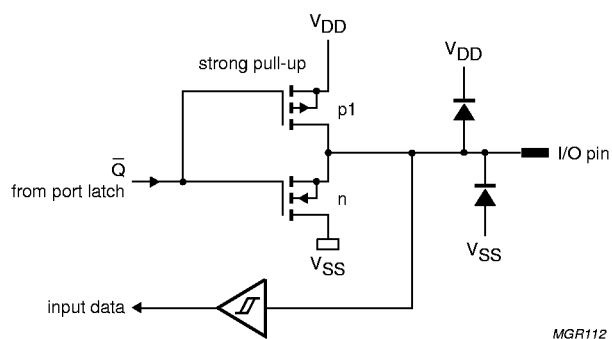 VDD
strong pull-up
VDD
p1
Q̅
I/O pin
from port latch
n
VSS
VSS
input data
MGR112